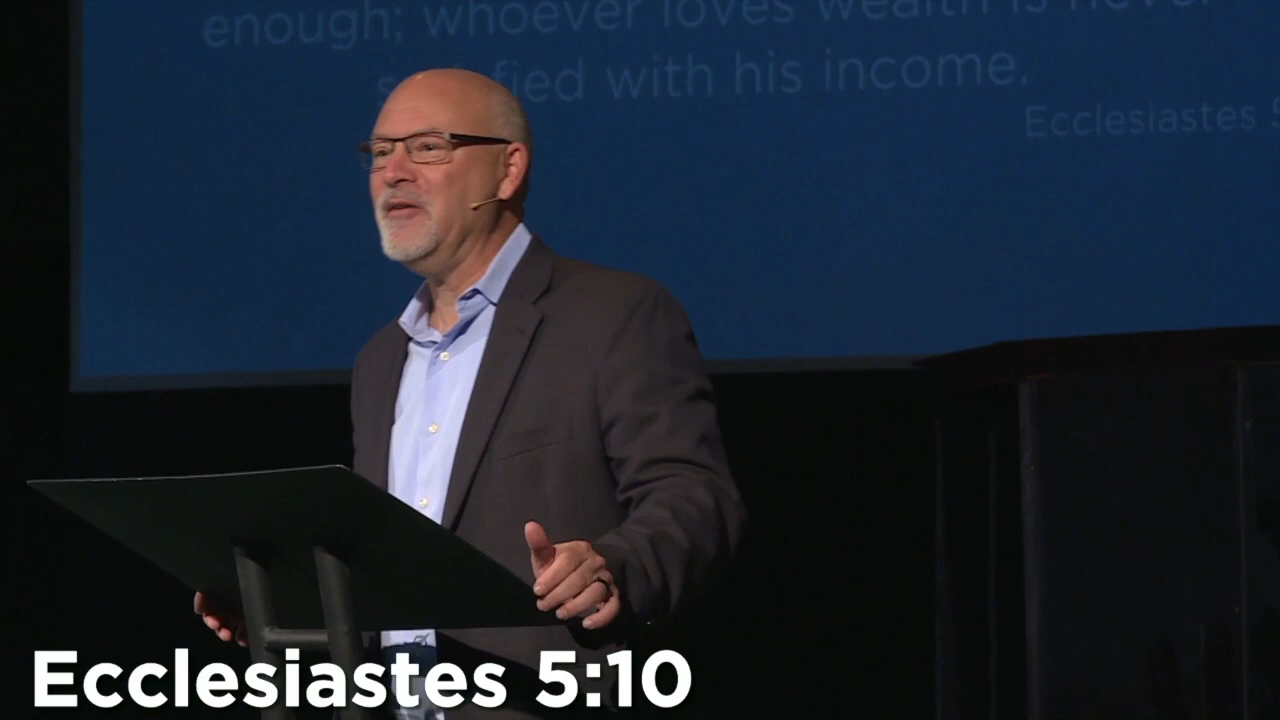 enough; whoever loves wealth is never
fied with his income.
Ecclesiastes 5
Ecclesiastes 5:10